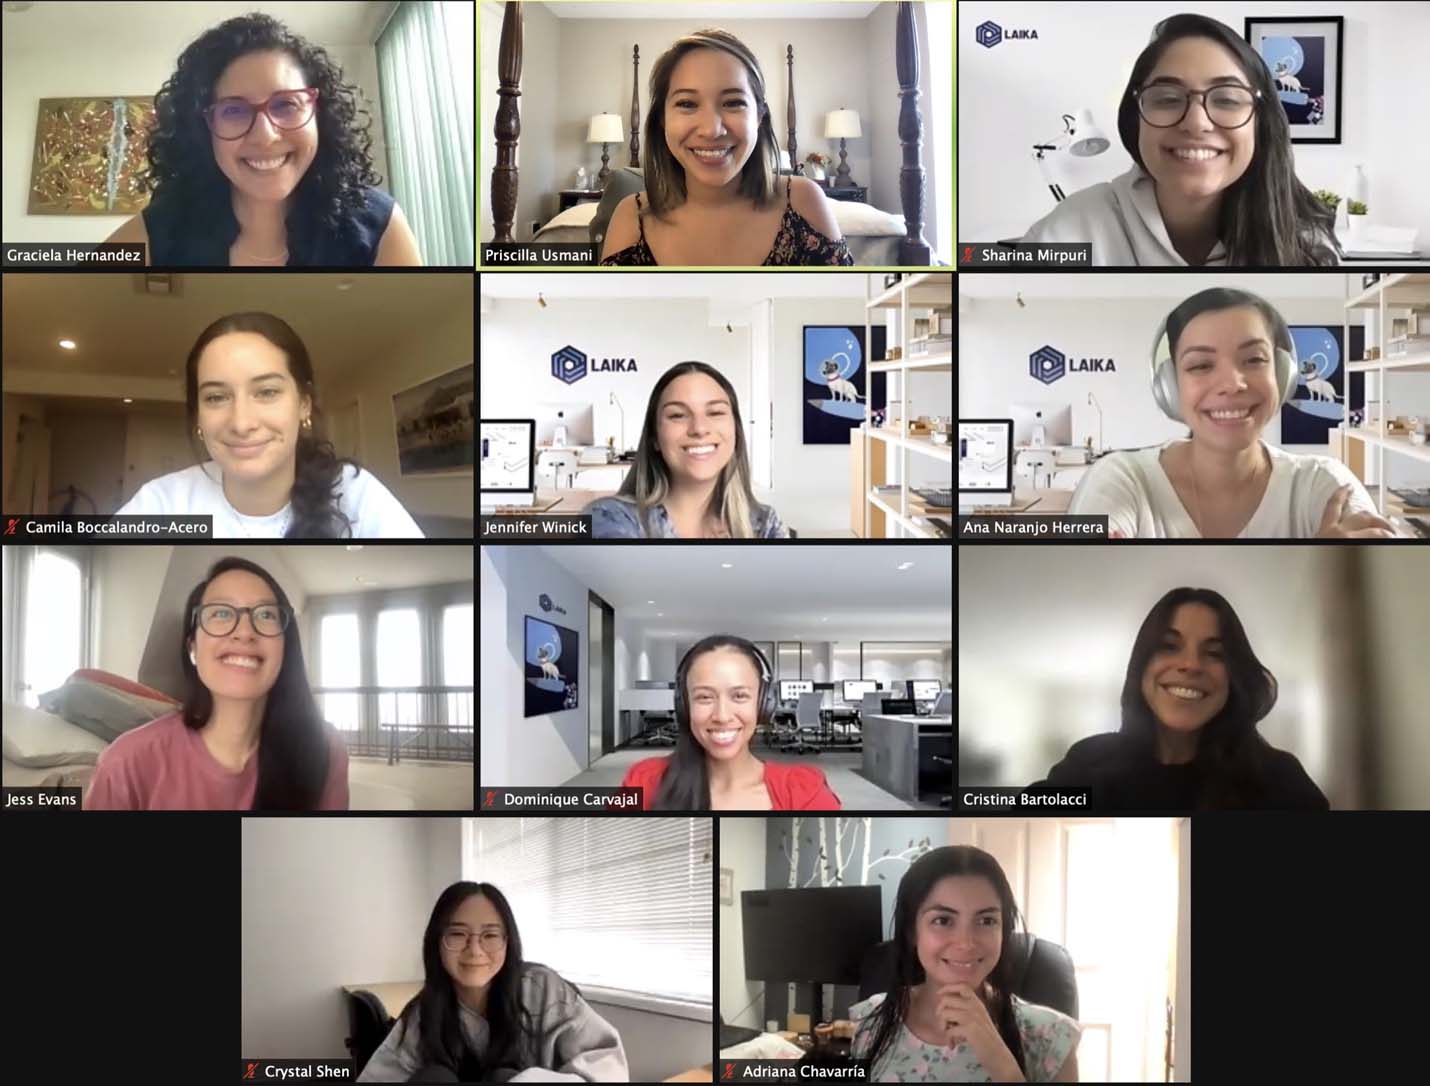 LAIKA
Graciela Hernandez
Priscilla Usmani
Sharina Mirpuri
LAIKA
LAIKA
Camila Boccalandro-Acero
Jennifer Winick
Ana Naranjo Herrera
LAIKA
Jess Evans
Dominique Carvajal
Cristina Bartolacci
Crystal Shen
Adriana Chavarría